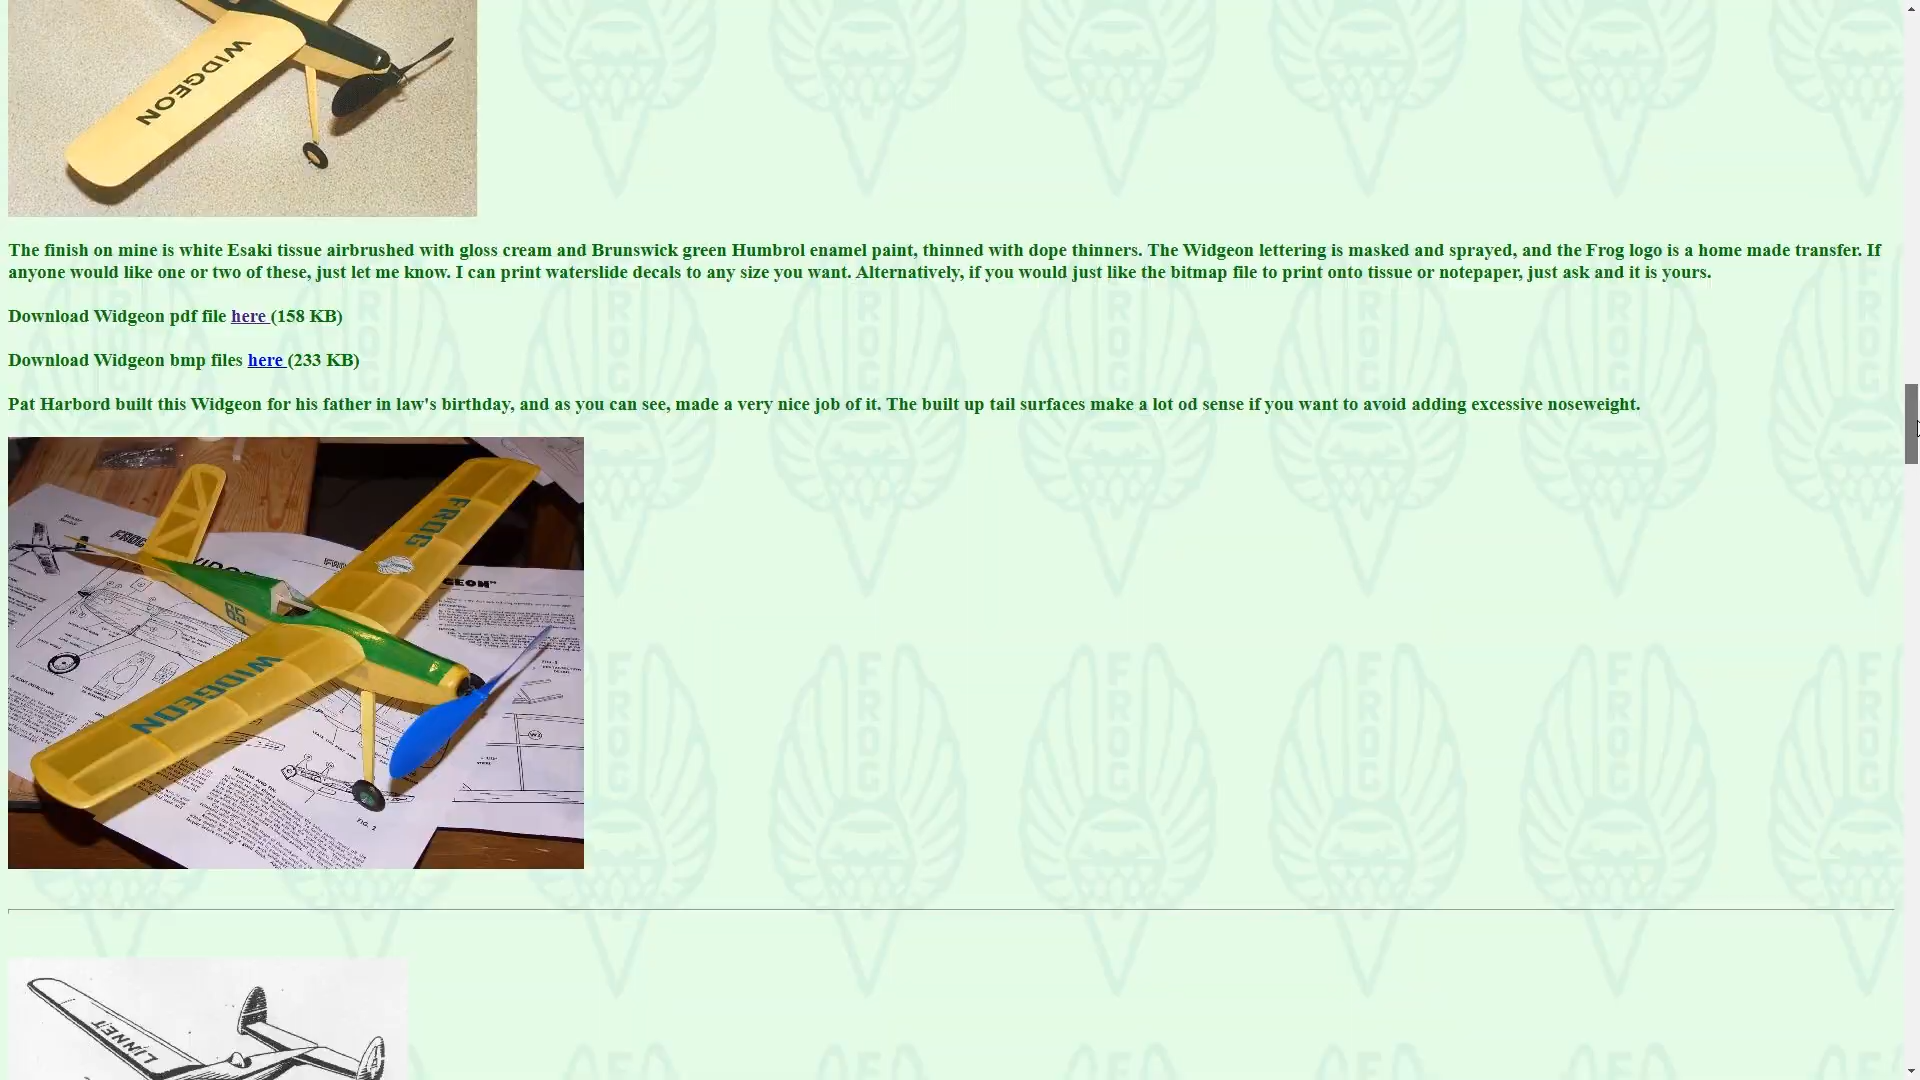 WIDGEON
The finish on mine is white Esaki tissue airbrushed with gloss cream and Brunswick green Humbrol enamel paint, thinned with dope thinners. The Widgeon lettering is masked and sprayed, and the Frog logo is a home made transfer. If
anyone would like one or two of these, just let me know. I can print waterslide decals to any size you want. Alternatively, if you would just like the bitmap file to print onto tissue or notepaper, just ask and it is yours.
Download Widgeon pdf file here (158 KB)
Download Widgeon bmp files here (233 KB)
Pat Harbord built this Widgeon for his father in law's birthday, and as you can see, made a very nice job of it. The built up tail surfaces make a lot od sense if you want to avoid adding excessive noseweight.
FROG
65
WIDGEON
FIG. 2
LINNET
FROG